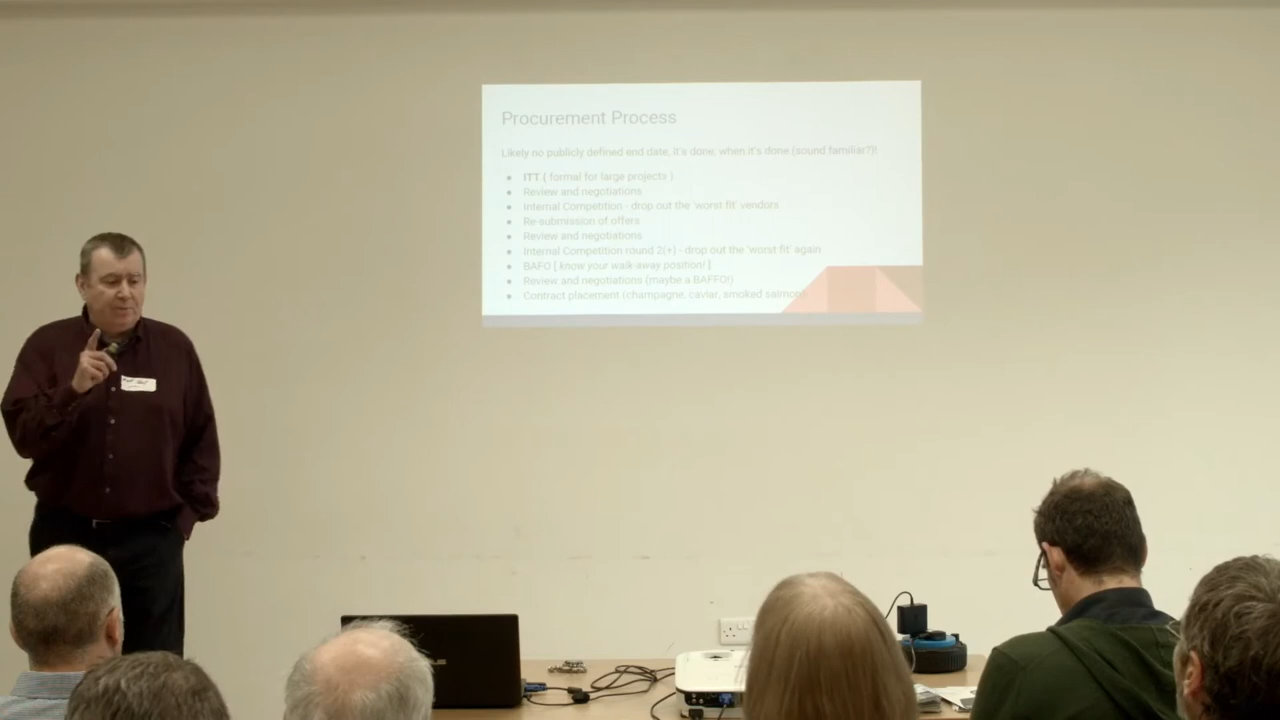 Procurement Process
Likely no publicly defined end date, it's done, when it's done (sound familiar?)!
ITT ( formal for large projects )
Review and negotiations
Internal Competition - drop out the 'worst fit' vendors
Re-submission of offers
Review and negotiations
Internal Competition round 2(+) - drop out the 'worst fit' again
BAFO [ know your walk-away position! ]
Review and negotiations (maybe a BAFFO!)
Contract placement (champagne, caviar, smoked salmon)